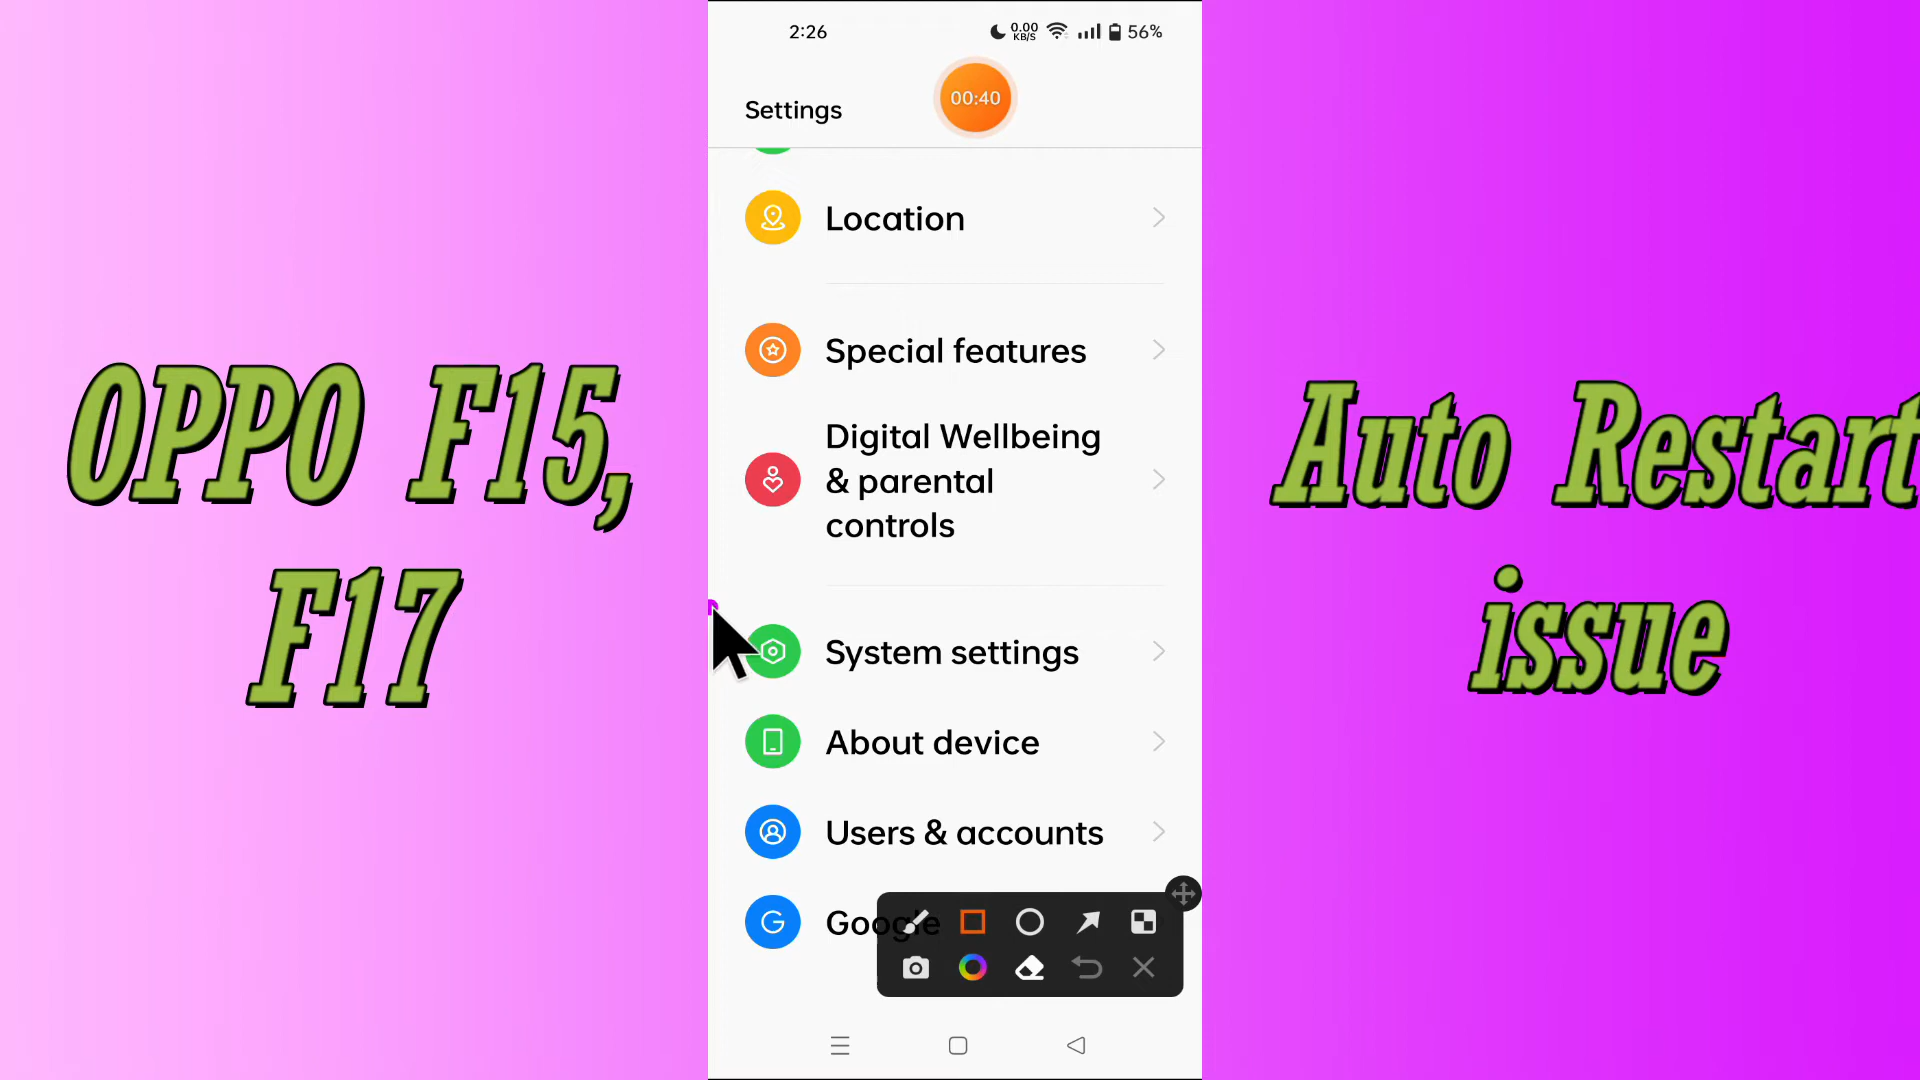 OPPO F15,
F17
2:26
0.00
KB/S
56%
Settings
00:40
Location
Special features
Digital Wellbeing
& parental
controls
System settings
About device
Users & accounts
Google
Auto Restart
issue